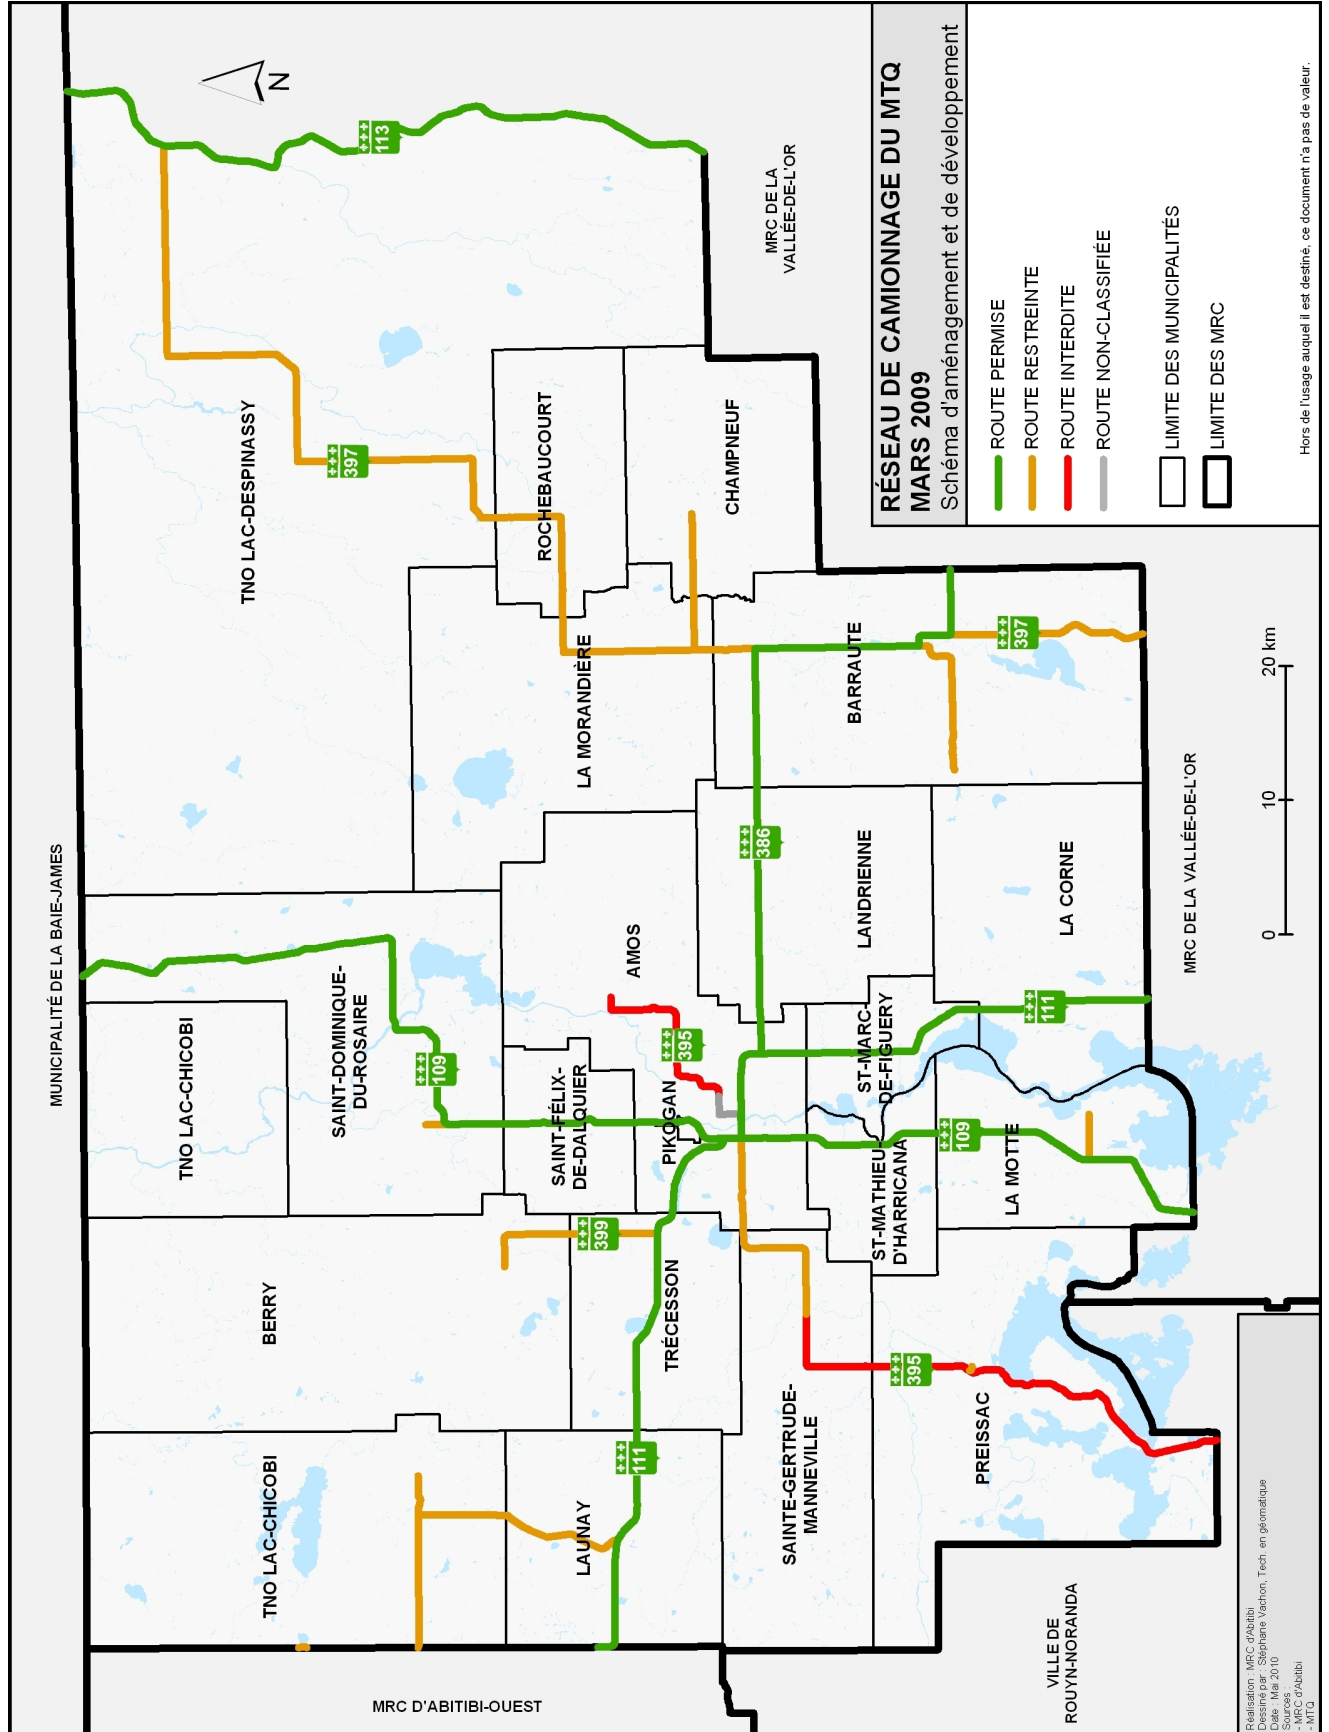 MUNICIPALITÉ DE LA BAIE-JAMES
N
113
TNO LAC-DESPINASSY
397
ROCHEBAUCOURT
CHAMPNEUF
MRC DE LA
VALLÉE-DE-L'OR
LA MORANDIÈRE
BARRAUTE
397
TNO LAC-CHICOBI
SAINT-DOMINIQUE-
DU-ROSAIRE
109
AMOS
386
LANDRIENNE
LA CORNE
MRC DE LA VALLÉE-DE-L'OR
395
PIKOGAN
SAINT-FÉLIX-
DE-DALQUIER
ST-MARC-
DE-FIGUERY
111
ST-MATHIEU-
D'HARRICANA
109
LA MOTTE
BERRY
399
TRÉCESSON
TNO LAC-CHICOBI
LAUNAY
111
SAINTE-GERTRUDE-
MANNEVILLE
395
PREISSAC
MRC D'ABITIBI-OUEST
VILLE DE
ROUYN-NORANDA
0 10 20 km
RÉSEAU DE CAMIONNAGE DU MTQ
MARS 2009
Schéma d'aménagement et de développement
ROUTE PERMISE
ROUTE RESTREINTE
ROUTE INTERDITE
ROUTE NON-CLASSIFIÉE
LIMITE DES MUNICIPALITÉS
LIMITE DES MRC
Hors de l'usage auquel il est destiné, ce document n'a pas de valeur.
Réalisation : MRC d'Abitibi
Dessiné par : Stéphane Vachon, Tech. en géomatique
Date : Mai 2010
Sources :
- MRC d'Abitibi
- MTQ